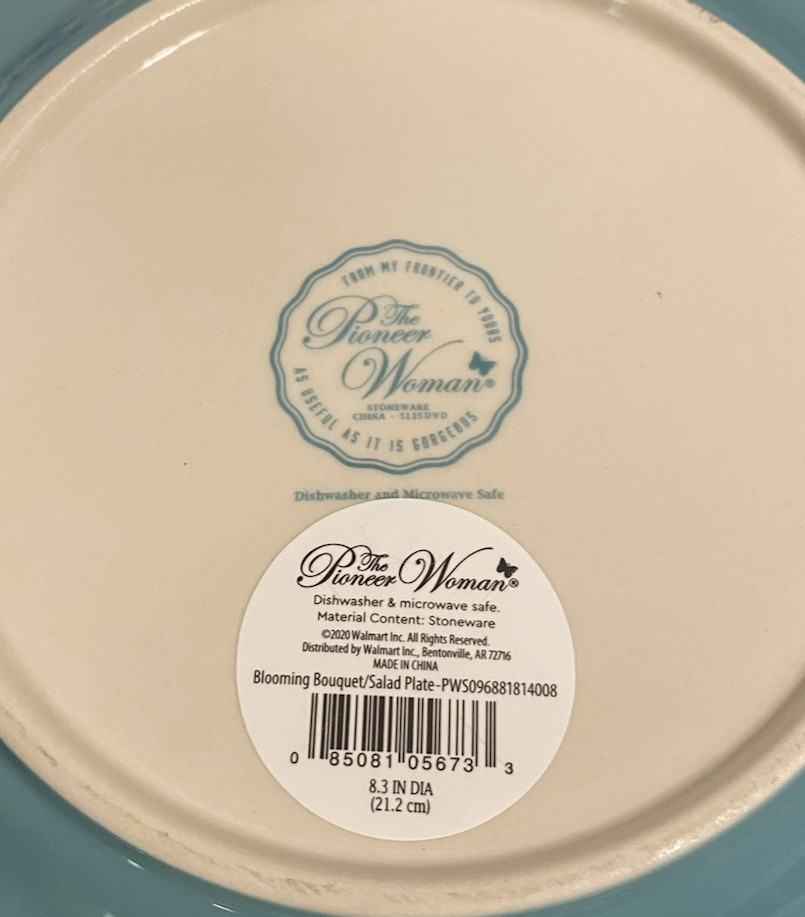 FROM MY FRONTIER TO YOURS
The
Pioneer
Woman®
STONEWARE
CHINA - 5135DVD
AS USEFUL AS IT IS GORGEOUS
Dishwasher and Microwave Safe
The Pioneer Woman®
Dishwasher & microwave safe.
Material Content: Stoneware
©2020 Walmart Inc. All Rights Reserved.
Distributed by Walmart Inc., Bentonville, AR 72716
MADE IN CHINA
Blooming Bouquet/Salad Plate-PWS096881814008
0 85081 05673 3
8.3 IN DIA
(21.2 cm)